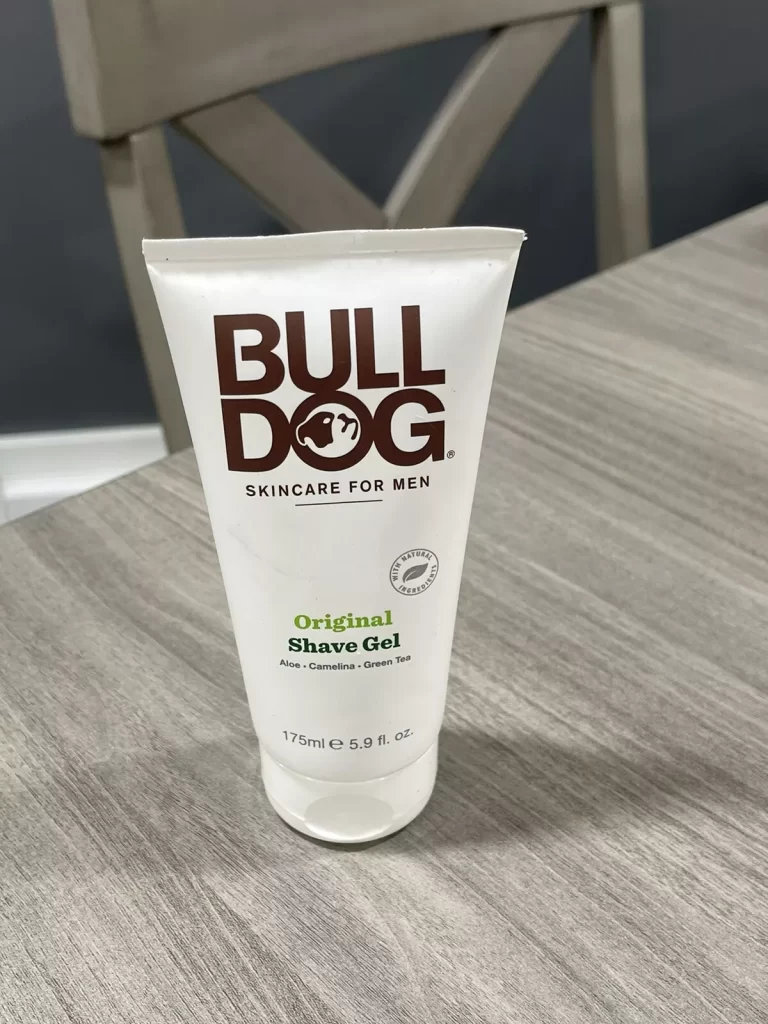 BULL
DOG®
SKINCARE FOR MEN
WITH NATURAL
INGREDIENTS
Original
Shave Gel
Aloe • Camelina • Green Tea
175ml ℮ 5.9 fl. oz.